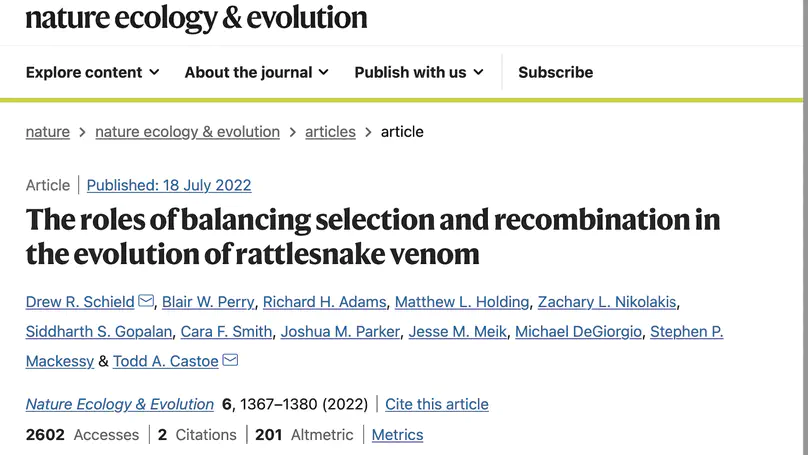 nature ecology & evolution
Explore content About the journal Publish with us Subscribe
nature > nature ecology & evolution > articles > article
Article | Published: 18 July 2022
The roles of balancing selection and recombination in
the evolution of rattlesnake venom
Drew R. Schield, Blair W. Perry, Richard H. Adams, Matthew L. Holding, Zachary L. Nikolakis,
Siddharth S. Gopalan, Cara F. Smith, Joshua M. Parker, Jesse M. Meik, Michael DeGiorgio, Stephen P.
Mackessy & Todd A. Castoe
Nature Ecology & Evolution 6, 1367–1380 (2022) | Cite this article
2602 Accesses | 2 Citations | 201 Altmetric | Metrics